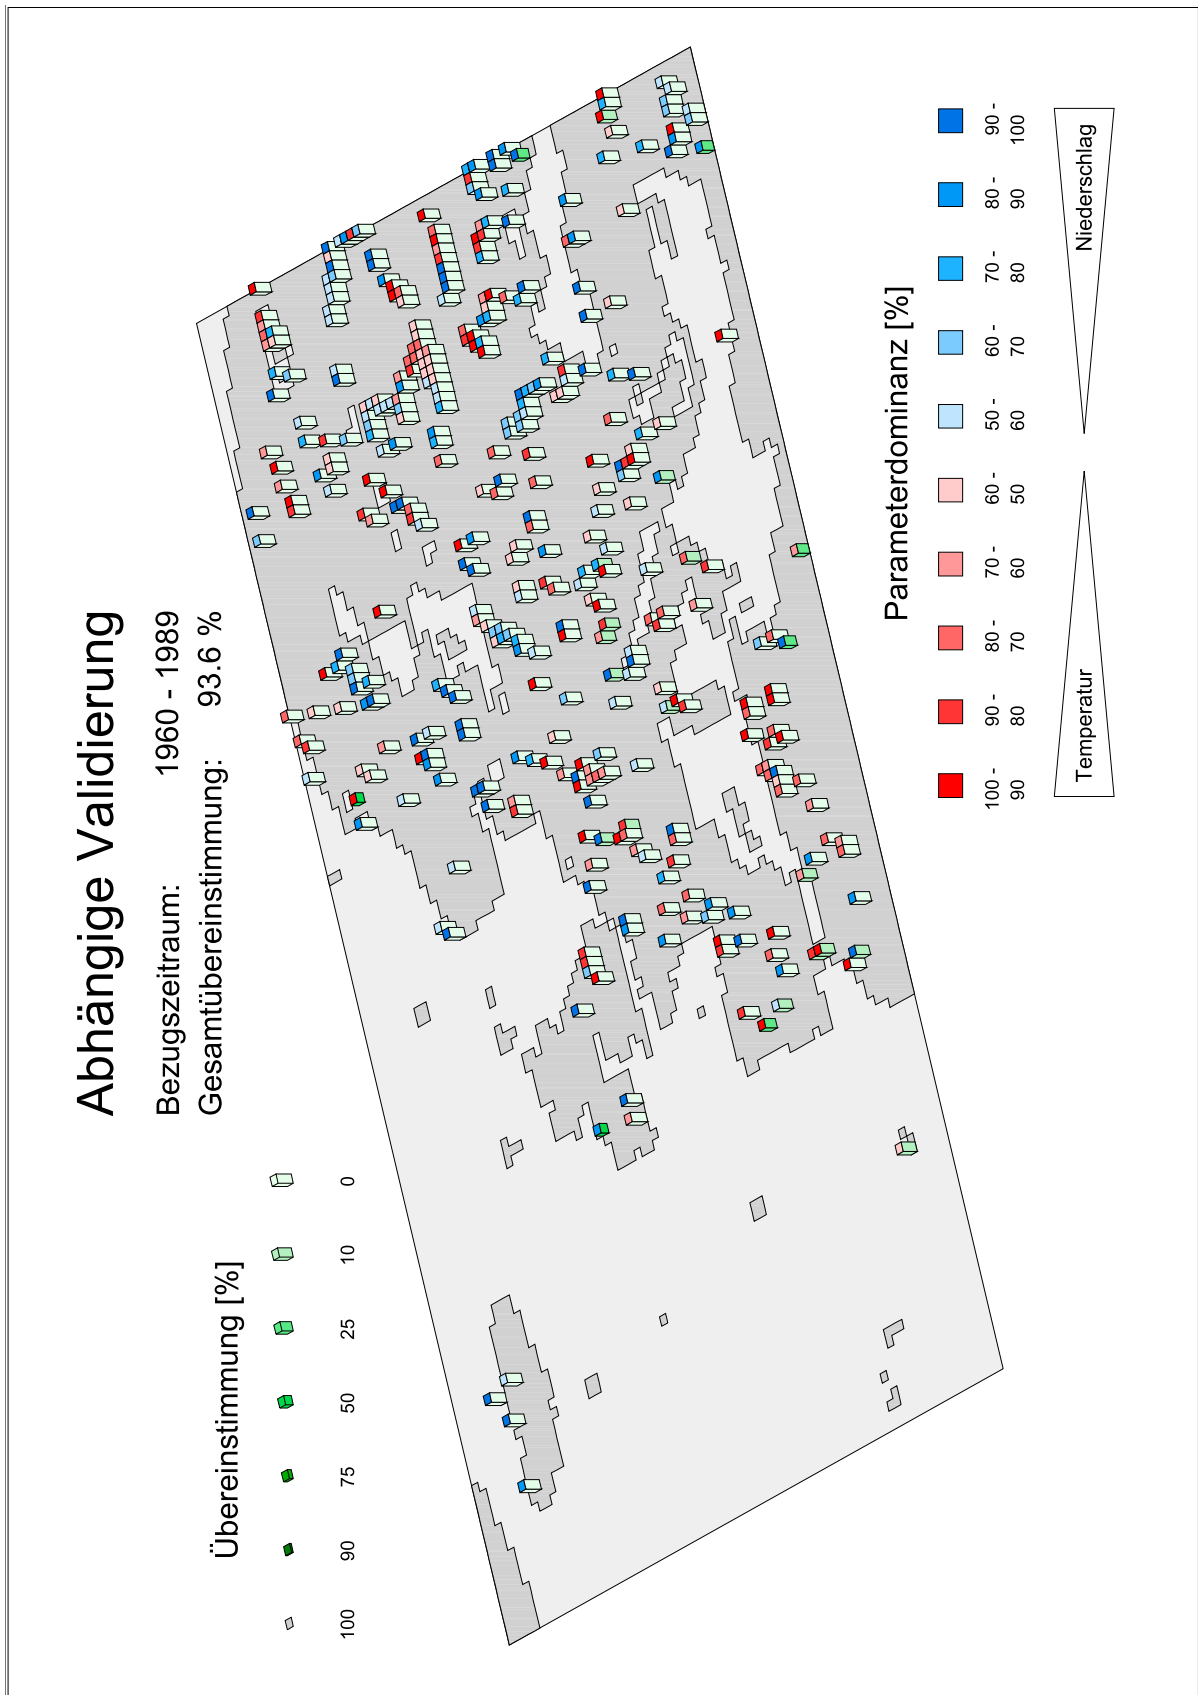 Abhängige Validierung
Bezugszeitraum: 1960 - 1989
Gesamtübereinstimmung: 93.6 %
Übereinstimmung [%]
100 90 75 50 25 10 0
Parameterdominanz [%]
100 - 90 - 80 - 70 - 60 - 50 - 60 - 70 - 80 - 90 -
90 80 70 60 50 60 70 80 90 100
Temperatur Niederschlag